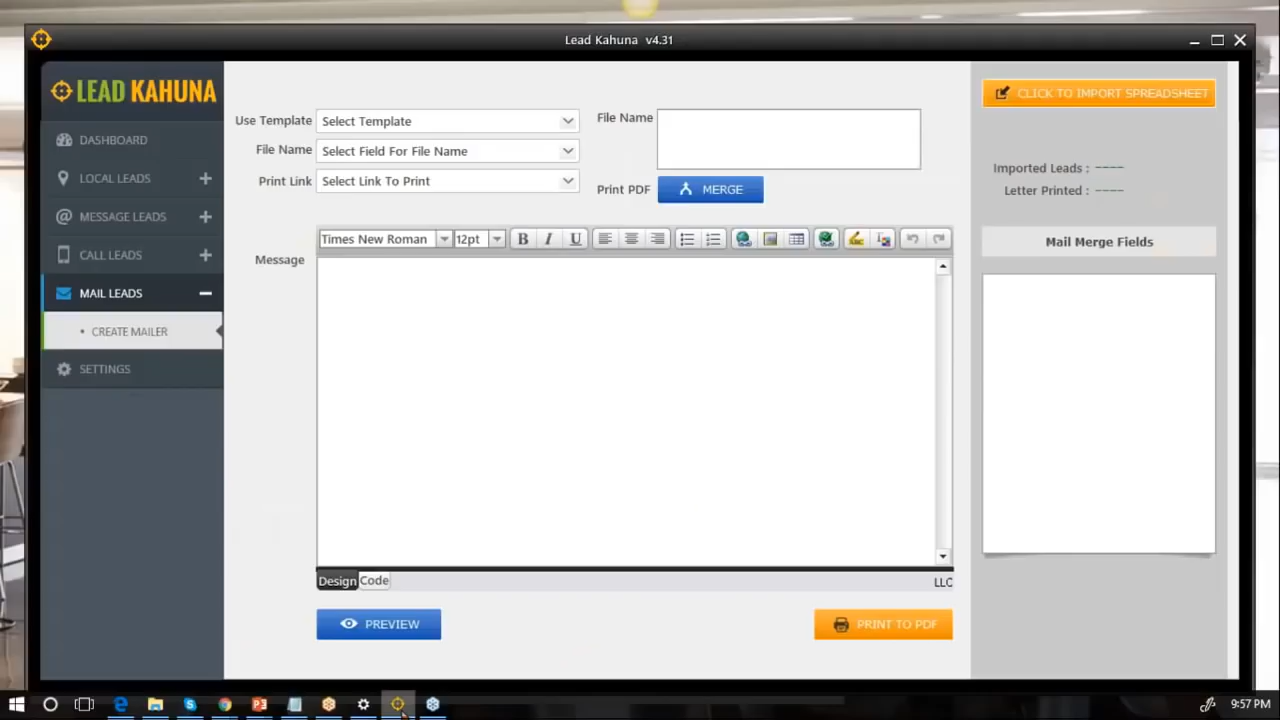 Lead Kahuna v4.31
LEAD KAHUNA
DASHBOARD
LOCAL LEADS
MESSAGE LEADS
CALL LEADS
MAIL LEADS
• CREATE MAILER
SETTINGS
Use Template Select Template
File Name Select Field For File Name
Print Link Select Link To Print
File Name
Print PDF MERGE
Times New Roman 12pt B I U
Message
Design Code
LLC
PREVIEW
PRINT TO PDF
CLICK TO IMPORT SPREADSHEET
Imported Leads : ----
Letter Printed : ----
Mail Merge Fields
9:57 PM